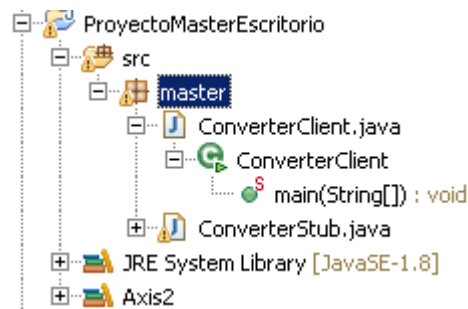 ProyectoMasterEscritorio
src
master
ConverterClient.java
ConverterClient
main(String[]) : void
ConverterStub.java
JRE System Library [JavaSE-1.8]
Axis2